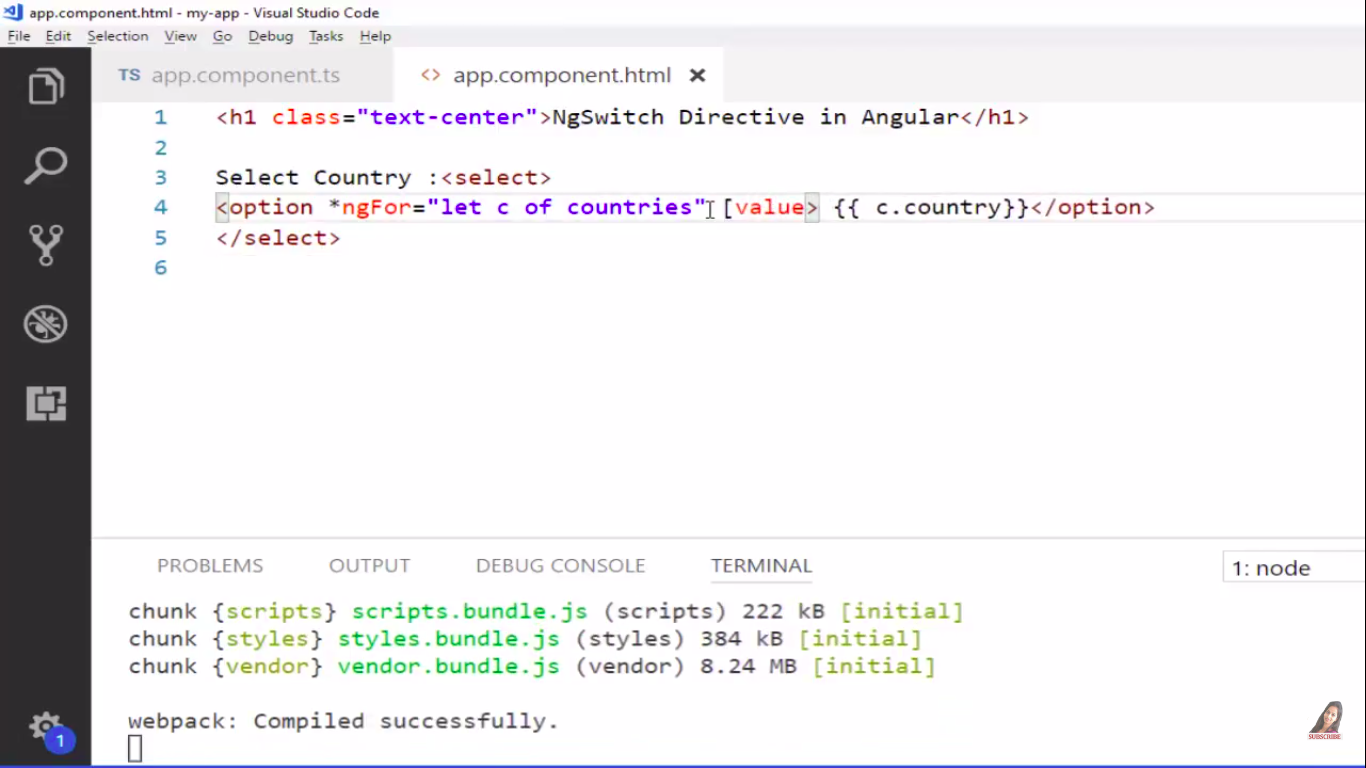 app.component.html - my-app - Visual Studio Code
File Edit Selection View Go Debug Tasks Help
TS app.component.ts <> app.component.html ×
1 <h1 class="text-center">NgSwitch Directive in Angular</h1>
2
3 Select Country :<select>
4 <option *ngFor="let c of countries" [value> {{ c.country}}</option>
5 </select>
6
PROBLEMS OUTPUT DEBUG CONSOLE TERMINAL 1: node
chunk {scripts} scripts.bundle.js (scripts) 222 kB [initial]
chunk {styles} styles.bundle.js (styles) 384 kB [initial]
chunk {vendor} vendor.bundle.js (vendor) 8.24 MB [initial]
webpack: Compiled successfully.
1
SUBSCRIBE